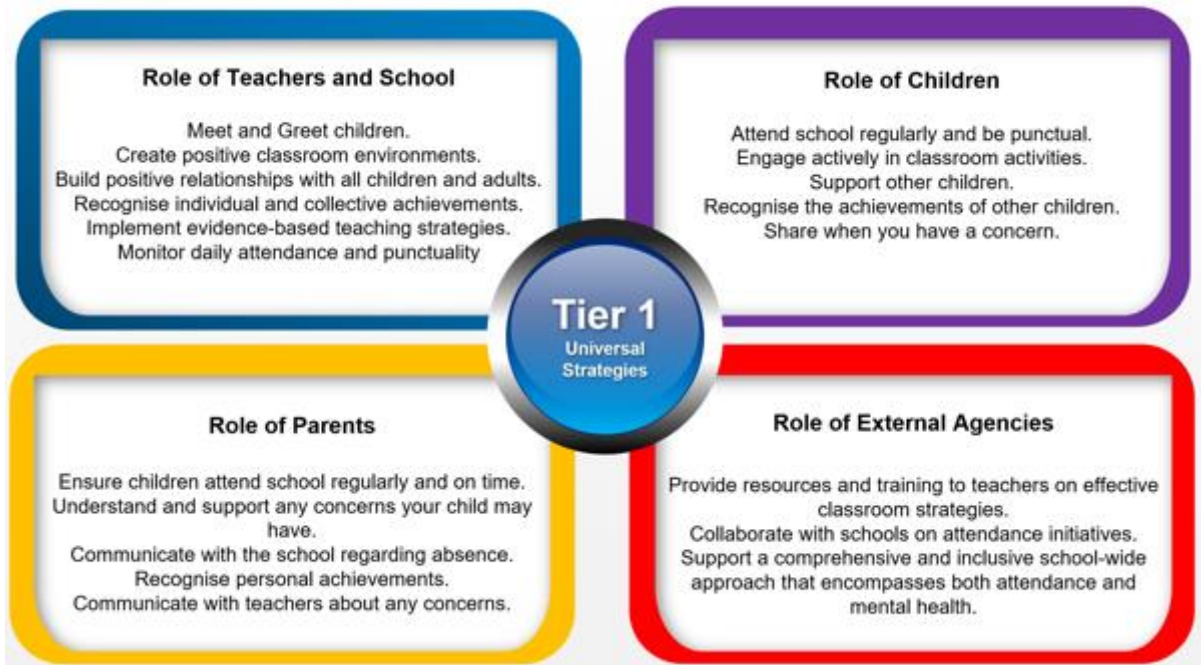 Role of Teachers and School
Meet and Greet children.
Create positive classroom environments.
Build positive relationships with all children and adults.
Recognise individual and collective achievements.
Implement evidence-based teaching strategies.
Monitor daily attendance and punctuality
Role of Children
Attend school regularly and be punctual.
Engage actively in classroom activities.
Support other children.
Recognise the achievements of other children.
Share when you have a concern.
Tier 1
Universal
Strategies
Role of Parents
Ensure children attend school regularly and on time.
Understand and support any concerns your child may
have.
Communicate with the school regarding absence.
Recognise personal achievements.
Communicate with teachers about any concerns.
Role of External Agencies
Provide resources and training to teachers on effective
classroom strategies.
Collaborate with schools on attendance initiatives.
Support a comprehensive and inclusive school-wide
approach that encompasses both attendance and
mental health.